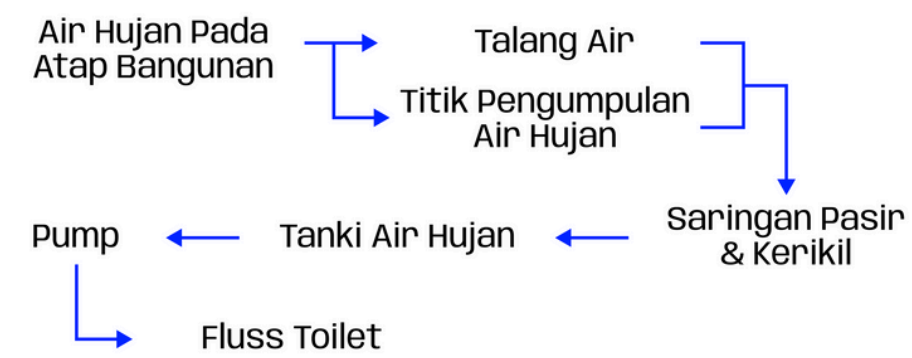 Air Hujan Pada
Atap Bangunan
Talang Air
Titik Pengumpulan
Air Hujan
Saringan Pasir
& Kerikil
Tanki Air Hujan
Pump
Fluss Toilet